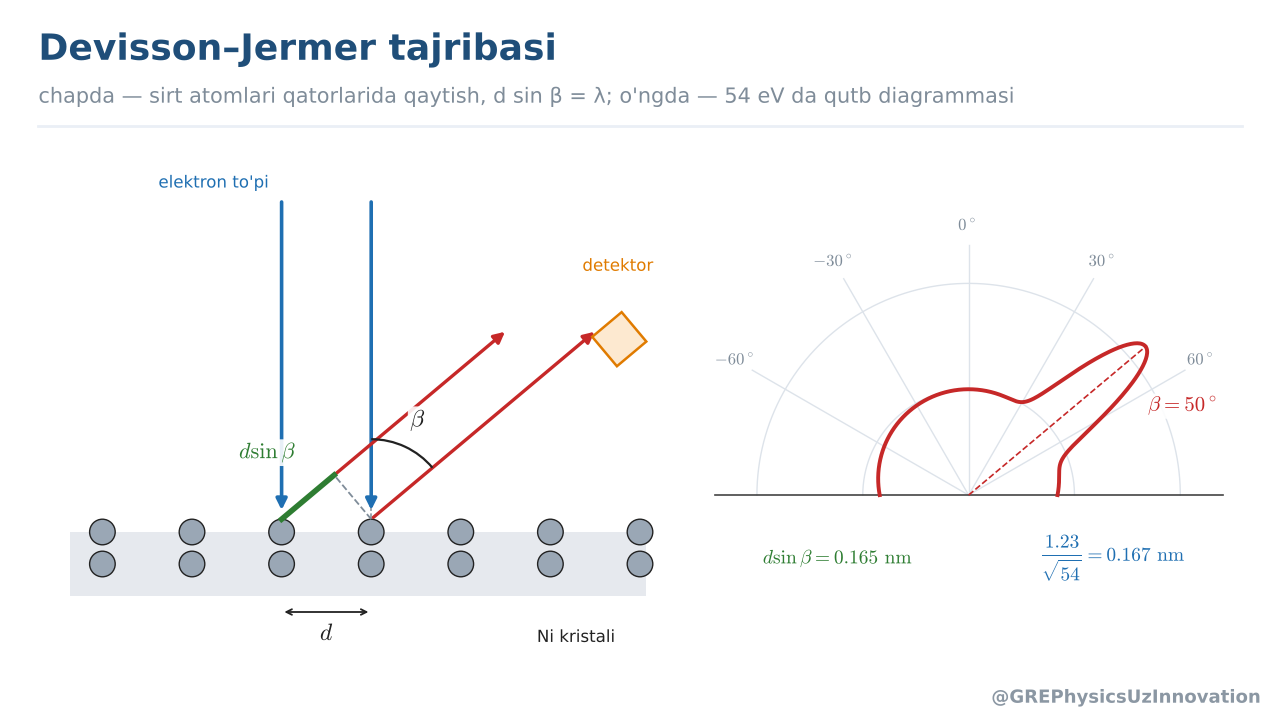 Devisson–Jermer tajribasi
chapda — sirt atomlari qatorlarida qaytish, d sin β = λ; o'ngda — 54 eV da qutb diagrammasi
elektron to'pi
detektor
β
d sin β
d
Ni kristali
0°
−30°
30°
−60°
60°
β = 50°
d sin β = 0.165 nm
1.23/√54 = 0.167 nm
@GREPhysicsUzInnovation